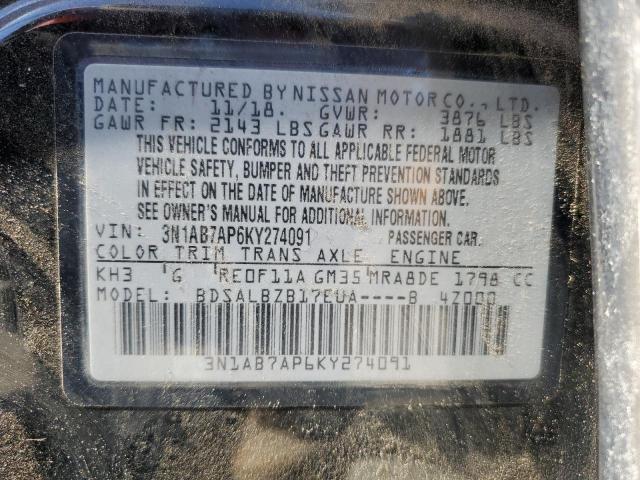 MANUFACTURED BY NISSAN MOTOR CO., LTD.
DATE: 11/18. GVWR: 3876 LBS
GAWR FR: 2143 LBS GAWR RR: 1881 LBS
THIS VEHICLE CONFORMS TO ALL APPLICABLE FEDERAL MOTOR
VEHICLE SAFETY, BUMPER AND THEFT PREVENTION STANDARDS
IN EFFECT ON THE DATE OF MANUFACTURE SHOWN ABOVE.
SEE OWNER'S MANUAL FOR ADDITIONAL INFORMATION.
VIN: 3N1AB7AP6KY274091 PASSENGER CAR.
COLOR TRIM TRANS AXLE ENGINE
KH3 G RE0F11A GM35 MRA8DE 1798 CC
MODEL: BDSALBZB17EUA----B 4Z000
3N1AB7AP6KY274091